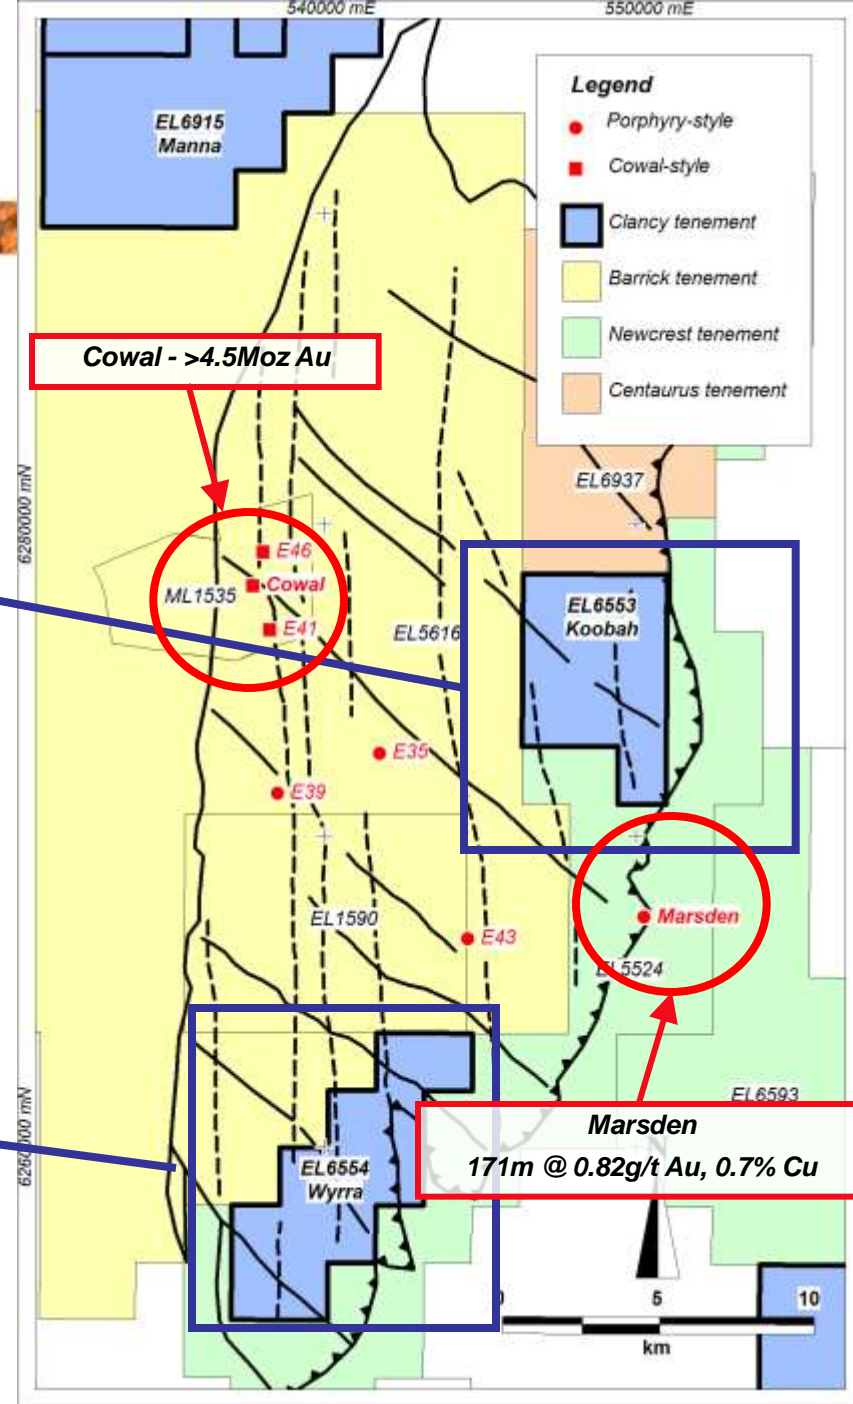 540000 mE
550000 mE
Legend
Porphyry-style
Cowal-style
Clancy tenement
Barrick tenement
Newcrest tenement
Centaurus tenement
EL6915
Manna
Cowal - >4.5Moz Au
6280000 mN
EL6937
E46
Cowal
E41
ML1535
EL5616
EL6553
Koobah
E35
E39
EL1590
E43
Marsden
EL5524
6260000 mN
EL6593
Marsden
171m @ 0.82g/t Au, 0.7% Cu
EL6554
Wyrra
0
5
10
km